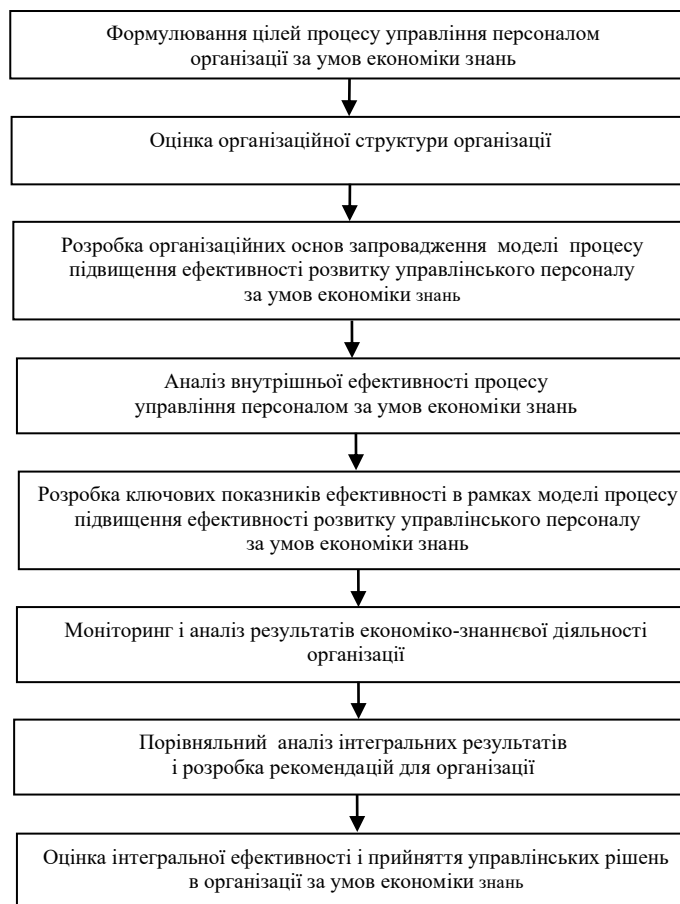 Формулювання цілей процесу управління персоналом
організації за умов економіки знань
Оцінка організаційної структури організації
Розробка організаційних основ запровадження моделі процесу
підвищення ефективності розвитку управлінського персоналу
за умов економіки знань
Аналіз внутрішньої ефективності процесу
управління персоналом за умов економіки знань
Розробка ключових показників ефективності в рамках моделі процесу
підвищення ефективності розвитку управлінського персоналу
за умов економіки знань
Моніторинг і аналіз результатів економіко-знаннєвої діяльності
організації
Порівняльний аналіз інтегральних результатів
і розробка рекомендацій для організації
Оцінка інтегральної ефективності і прийняття управлінських рішень
в організації за умов економіки знань